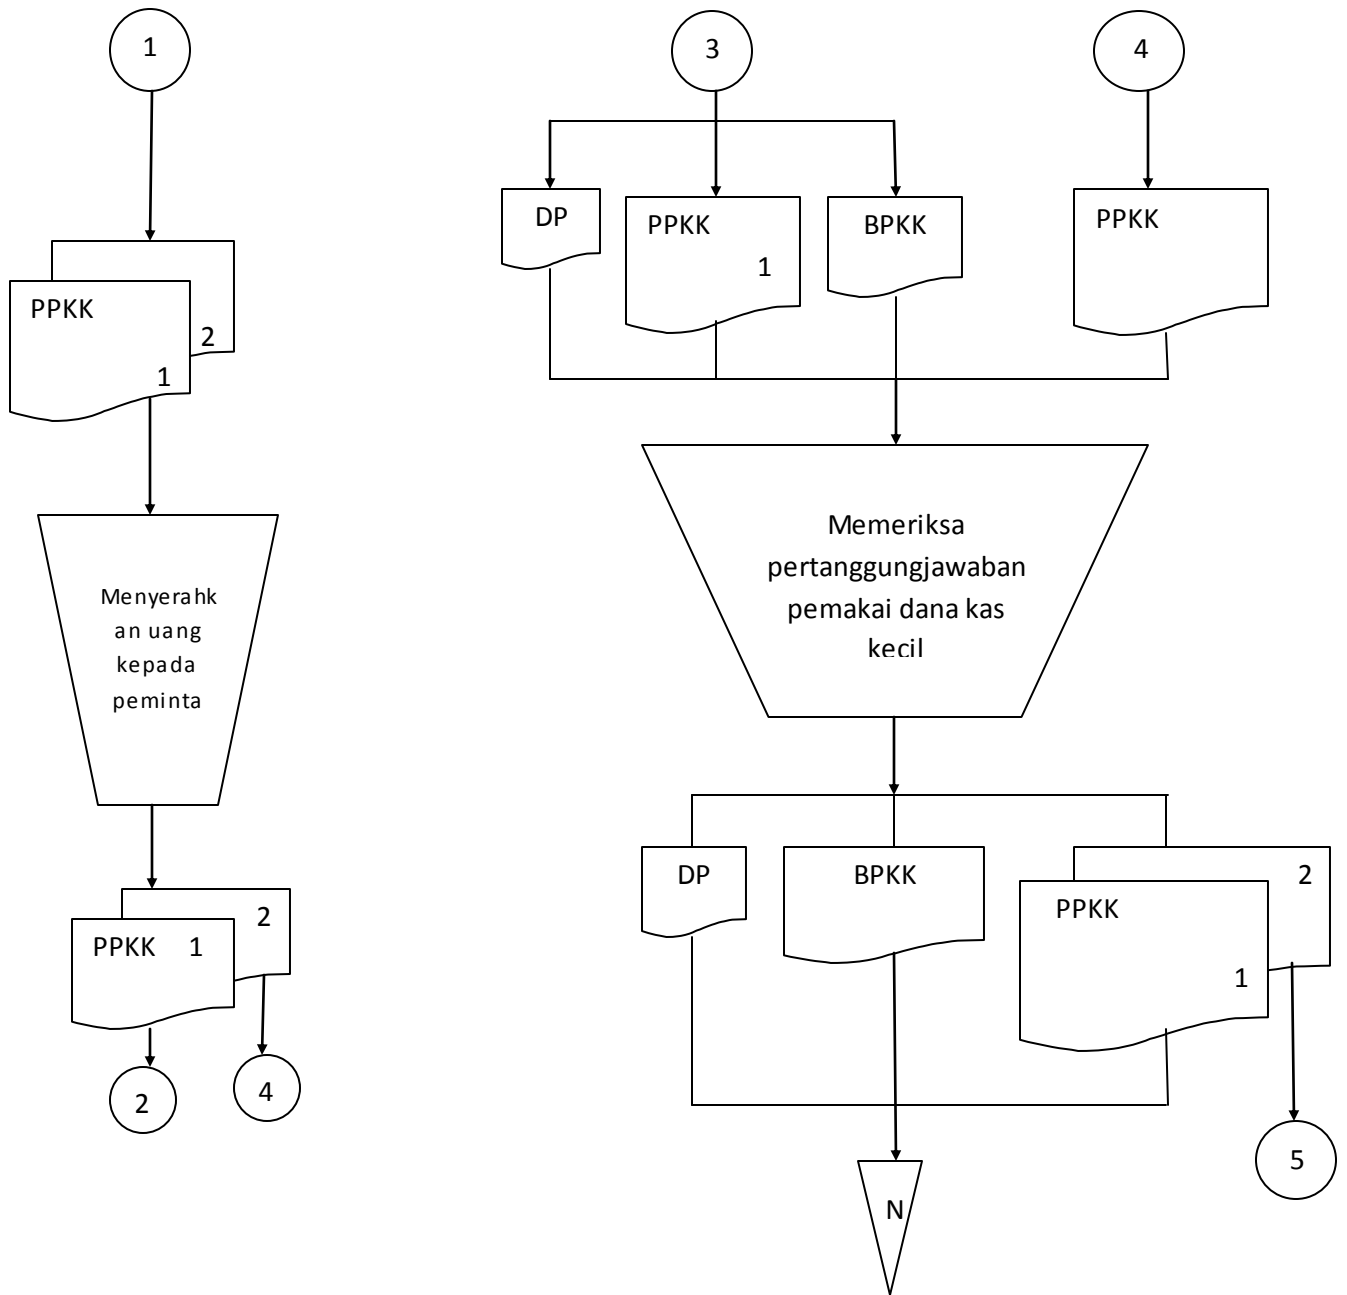 1
PPKK
2
1
Menyerahk
an uang
kepada
peminta
2
PPKK 1
2
4
3
4
DP
PPKK
1
BPKK
PPKK
Memeriksa
pertanggungjawaban
pemakai dana kas
kecil
DP
BPKK
2
PPKK
1
5
N